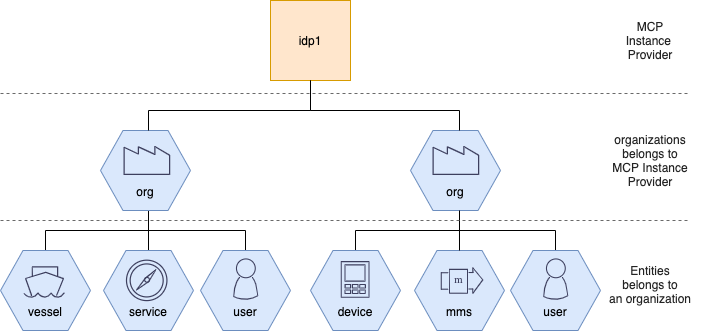 idp1
MCP
Instance
Provider
org
org
organizations
belongs to
MCP Instance
Provider
m
vessel
service
user
device
mms
user
Entities
belongs to
an organization